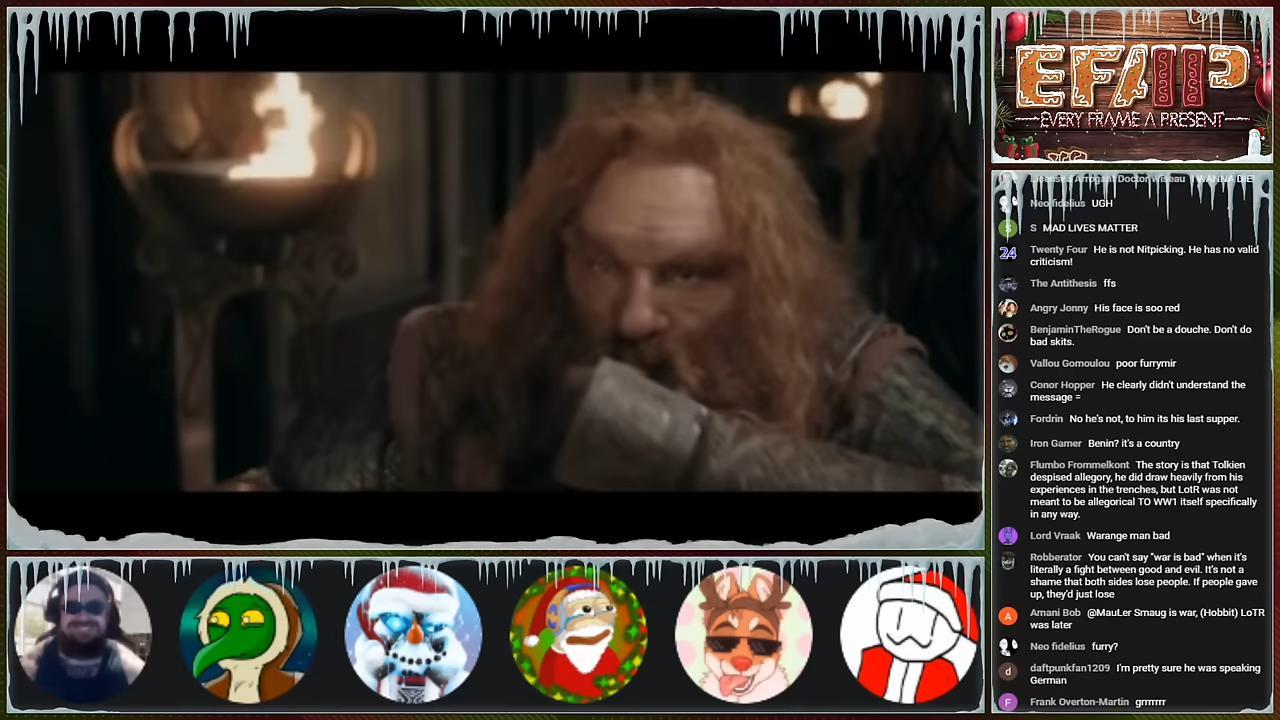 EFAP
EVERY FRAME A PRESENT
Arrogant Doctor Wiseau I WANNA DIE
Neo fidelius UGH
S S MAD LIVES MATTER
24 Twenty Four He is not Nitpicking. He has no valid
criticism!
The Antithesis ffs
Angry Jonny His face is soo red
BenjaminTheRogue Don't be a douche. Don't do
bad skits.
Vallou Gomoulou poor furrymir
Conor Hopper He clearly didn't understand the
message =
Fordrin No he's not, to him its his last supper.
Iron Gamer Benin? it's a country
Flumbo Frommelkont The story is that Tolkien
despised allegory, he did draw heavily from his
experiences in the trenches, but LotR was not
meant to be allegorical TO WW1 itself specifically
in any way.
Lord Vraak Warange man bad
Robberator You can't say "war is bad" when it's
literally a fight between good and evil. It's not a
shame that both sides lose people. If people gave
up, they'd just lose
A Amani Bob @MauLer Smaug is war, (Hobbit) LoTR
was later
Neo fidelius furry?
d daftpunkfan1209 I'm pretty sure he was speaking
German
F Frank Overton-Martin grrrrrrr